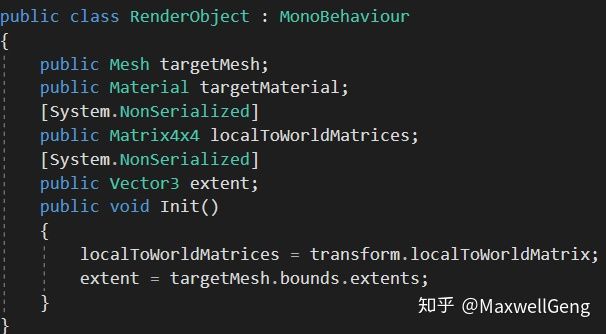 public class RenderObject : MonoBehaviour
{
    public Mesh targetMesh;
    public Material targetMaterial;
    [System.NonSerialized]
    public Matrix4x4 localToWorldMatrices;
    [System.NonSerialized]
    public Vector3 extent;
    public void Init()
    {
        localToWorldMatrices = transform.localToWorldMatrix;
        extent = targetMesh.bounds.extents;
    }
}
知乎 @MaxwellGeng